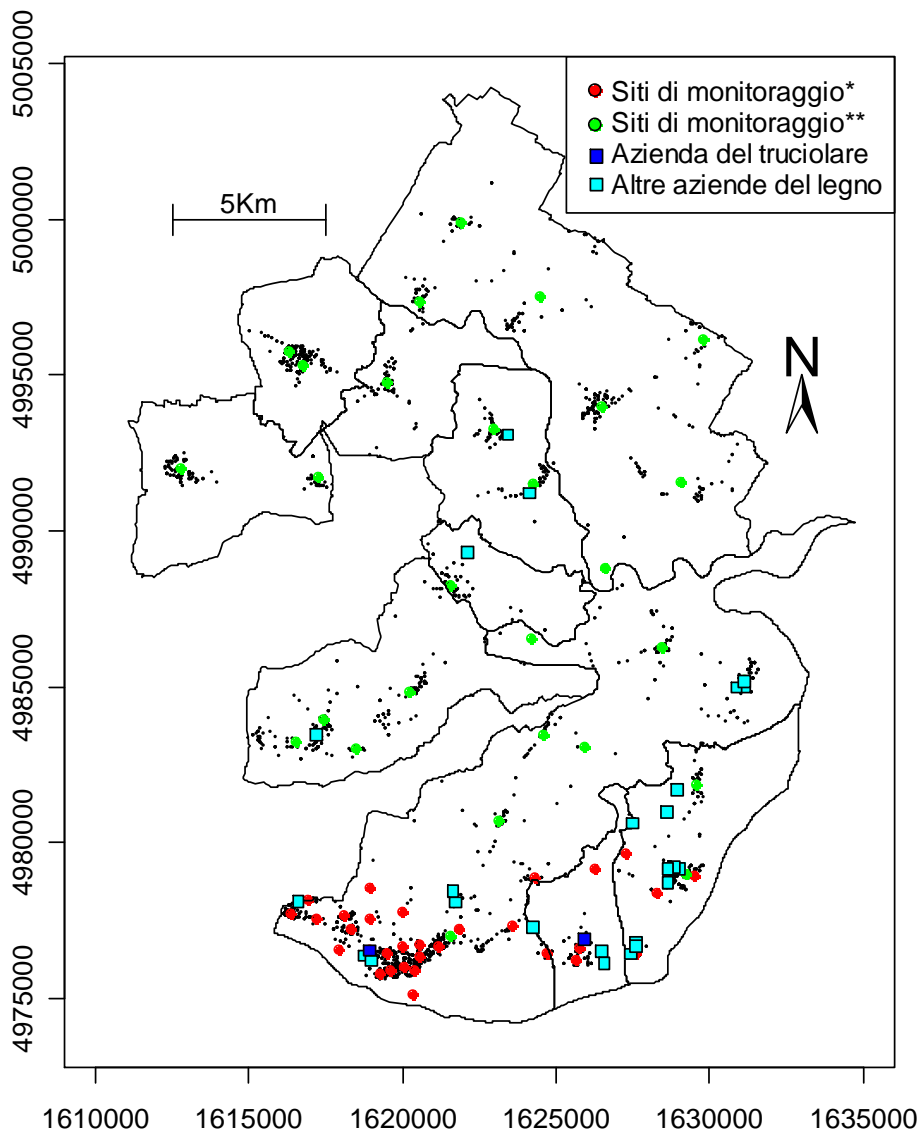 Siti di monitoraggio*
Siti di monitoraggio**
Azienda del truciolare
Altre aziende del legno
5Km
N
5005000
5000000
4995000
4990000
4985000
4980000
4975000
1610000 1615000 1620000 1625000 1630000 1635000